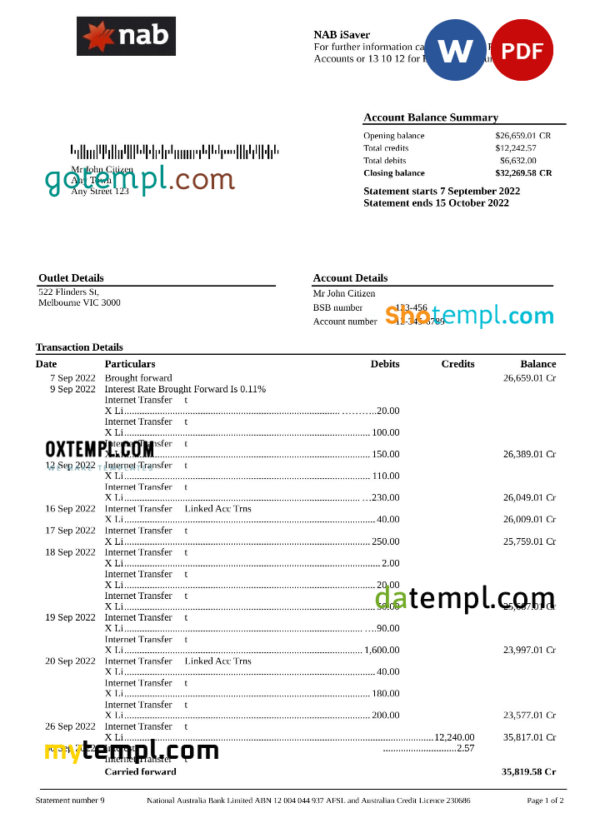 nab
NAB iSaver
For further information ca
Accounts or 13 10 12 for
W
PDF
Account Balance Summary
Opening balance $26,659.01 CR
Total credits $12,242.57
Total debits $6,632.00
Closing balance $32,269.58 CR
Statement starts 7 September 2022
Statement ends 15 October 2022
Mr John Citizen
Any Town
Any Street 123
gotempl.com
Outlet Details
522 Flinders St,
Melbourne VIC 3000
Account Details
Mr John Citizen
BSB number 123-456
Account number 12-345-6789
Shotempl.com
Transaction Details
Date Particulars Debits Credits Balance
7 Sep 2022 Brought forward 26,659.01 Cr
9 Sep 2022 Interest Rate Brought Forward Is 0.11%
Internet Transfer t
X Li 20.00
Internet Transfer t
X Li 100.00
Internet Transfer t
X Li 150.00 26,389.01 Cr
OXTEMPL.COM
12 Sep 2022 Internet Transfer t
X Li 110.00
Internet Transfer t
X Li 230.00 26,049.01 Cr
16 Sep 2022 Internet Transfer Linked Acc Trns
X Li 40.00 26,009.01 Cr
17 Sep 2022 Internet Transfer t
X Li 250.00 25,759.01 Cr
18 Sep 2022 Internet Transfer t
X Li 2.00
Internet Transfer t
X Li 20.00
Internet Transfer t
X Li
datempl.com
19 Sep 2022 Internet Transfer t
X Li 90.00
Internet Transfer t
X Li 1,600.00 23,997.01 Cr
20 Sep 2022 Internet Transfer Linked Acc Trns
X Li 40.00
Internet Transfer t
X Li 180.00
Internet Transfer t
X Li 200.00 23,577.01 Cr
26 Sep 2022 Internet Transfer t
X Li 12,240.00 35,817.01 Cr
2.57
mytempl.com
Internet Transfer t
Carried forward 35,819.58 Cr
Statement number 9 National Australia Bank Limited ABN 12 004 044 937 AFSL and Australian Credit Licence 230686 Page 1 of 2